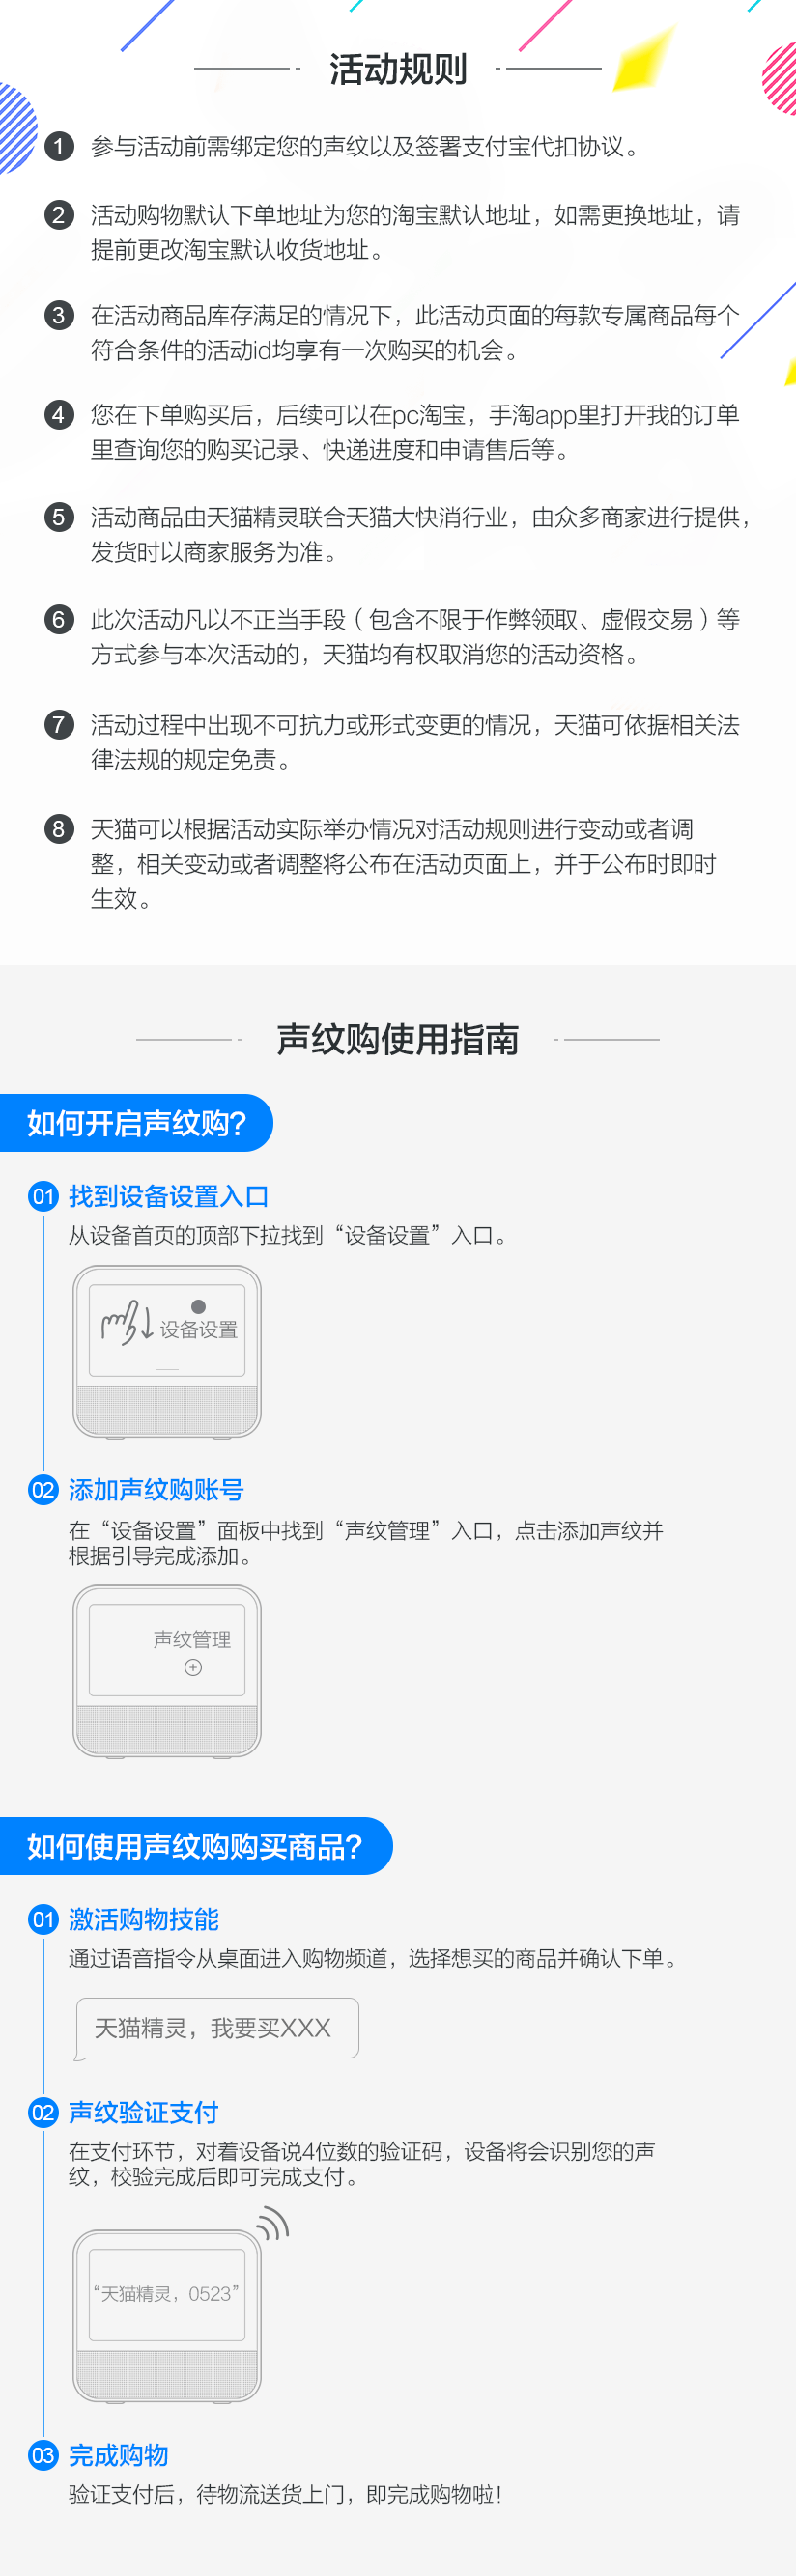 活动规则
1 参与活动前需绑定您的声纹以及签署支付宝代扣协议。
2 活动购物默认下单地址为您的淘宝默认地址，如需更换地址，请
提前更改淘宝默认收货地址。
3 在活动商品库存满足的情况下，此活动页面的每款专属商品每个
符合条件的活动id均享有一次购买的机会。
4 您在下单购买后，后续可以在pc淘宝，手淘app里打开我的订单
里查询您的购买记录、快递进度和申请售后等。
5 活动商品由天猫精灵联合天猫大快消行业，由众多商家进行提供，
发货时以商家服务为准。
6 此次活动凡以不正当手段（包含不限于作弊领取、虚假交易）等
方式参与本次活动的，天猫均有权取消您的活动资格。
7 活动过程中出现不可抗力或形式变更的情况，天猫可依据相关法
律法规的规定免责。
8 天猫可以根据活动实际举办情况对活动规则进行变动或者调
整，相关变动或者调整将公布在活动页面上，并于公布时即时
生效。
声纹购使用指南
如何开启声纹购?
01 找到设备设置入口
从设备首页的顶部下拉找到“设备设置”入口。
设备设置
02 添加声纹购账号
在“设备设置”面板中找到“声纹管理”入口，点击添加声纹并
根据引导完成添加。
声纹管理
如何使用声纹购购买商品?
01 激活购物技能
通过语音指令从桌面进入购物频道，选择想买的商品并确认下单。
天猫精灵，我要买XXX
02 声纹验证支付
在支付环节，对着设备说4位数的验证码，设备将会识别您的声
纹，校验完成后即可完成支付。
“天猫精灵，0523”
03 完成购物
验证支付后，待物流送货上门，即完成购物啦！